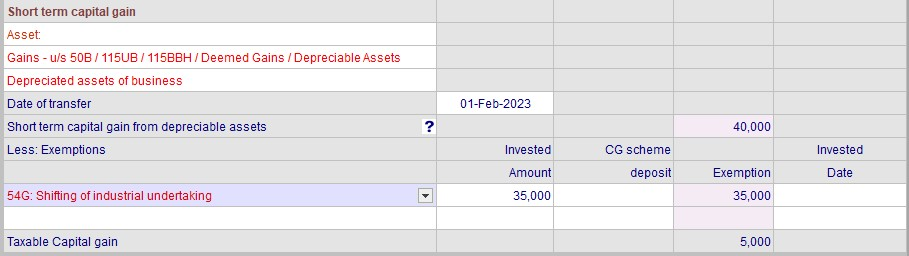 Short term capital gain
Asset:
Gains - u/s 50B / 115UB / 115BBH / Deemed Gains / Depreciable Assets
Depreciated assets of business
Date of transfer 01-Feb-2023
Short term capital gain from depreciable assets ? 40,000
Less: Exemptions Invested CG scheme Invested
Amount deposit Exemption Date
54G: Shifting of industrial undertaking 35,000 35,000
Taxable Capital gain 5,000